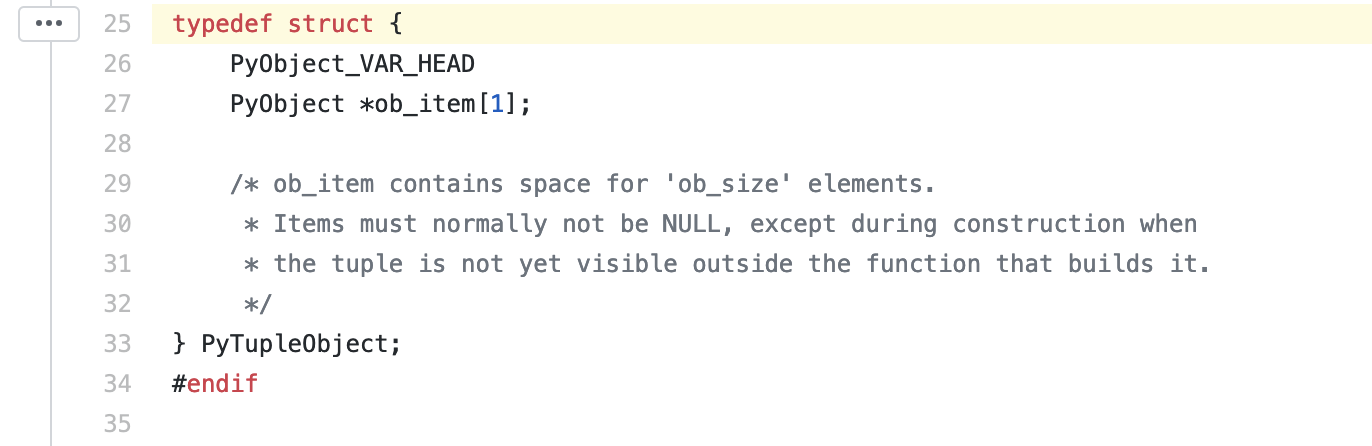 25 typedef struct {
26     PyObject_VAR_HEAD
27     PyObject *ob_item[1];
28
29     /* ob_item contains space for 'ob_size' elements.
30      * Items must normally not be NULL, except during construction when
31      * the tuple is not yet visible outside the function that builds it.
32      */
33 } PyTupleObject;
34 #endif
35